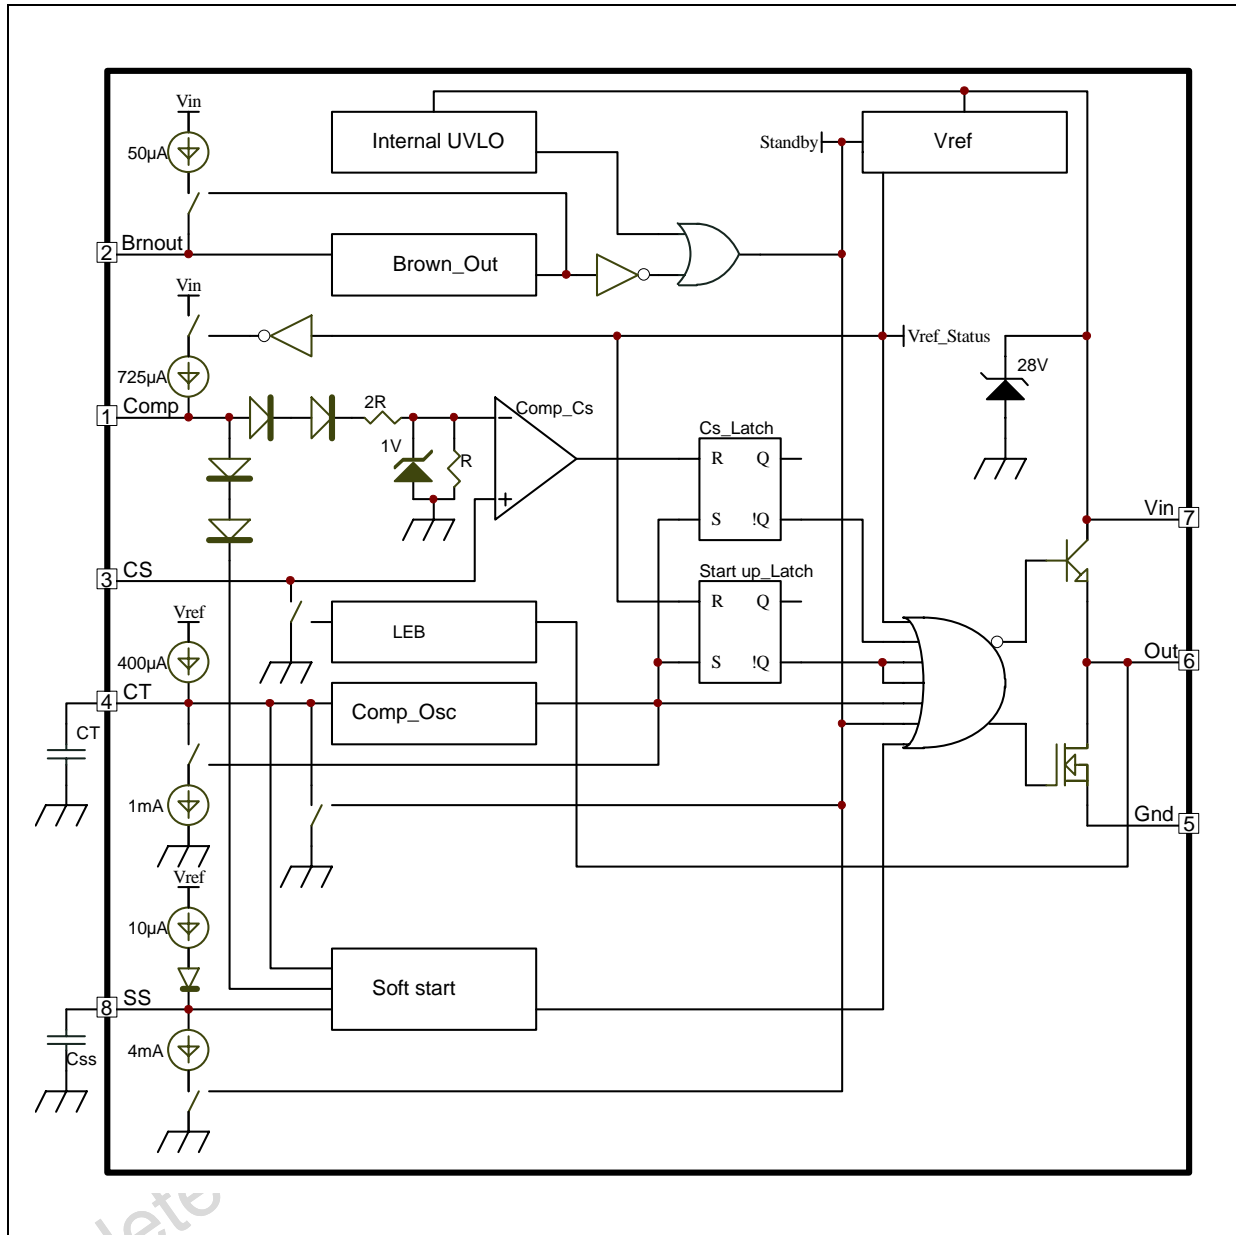 Vin
50µA
Internal UVLO
Standby
Vref
2
Brnout
Brown_Out
Vin
Vref_Status
725µA
28V
1
Comp
2R
Comp_Cs
1V
R
Cs_Latch
R Q
S !Q
Vin
7
3
CS
Start up_Latch
R Q
S !Q
Vref
LEB
400µA
Out
6
4
CT
Comp_Osc
CT
1mA
Gnd
5
Vref
10µA
Soft start
8
SS
4mA
Css